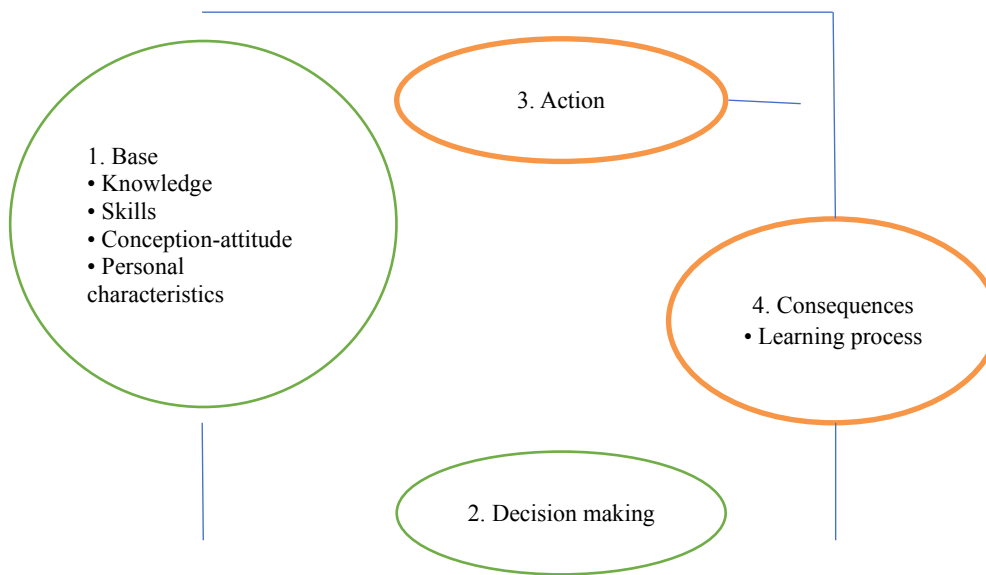 1. Base
• Knowledge
• Skills
• Conception-attitude
• Personal
characteristics
2. Decision making
3. Action
4. Consequences
• Learning process